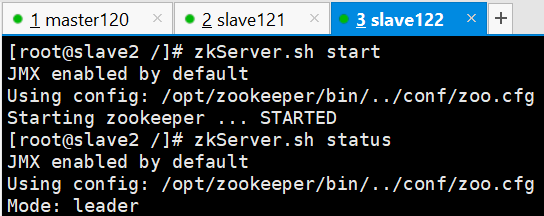 1 master120 × 2 slave121 × 3 slave122 × +
[root@slave2 /]# zkServer.sh start
JMX enabled by default
Using config: /opt/zookeeper/bin/../conf/zoo.cfg
Starting zookeeper ... STARTED
[root@slave2 /]# zkServer.sh status
JMX enabled by default
Using config: /opt/zookeeper/bin/../conf/zoo.cfg
Mode: leader